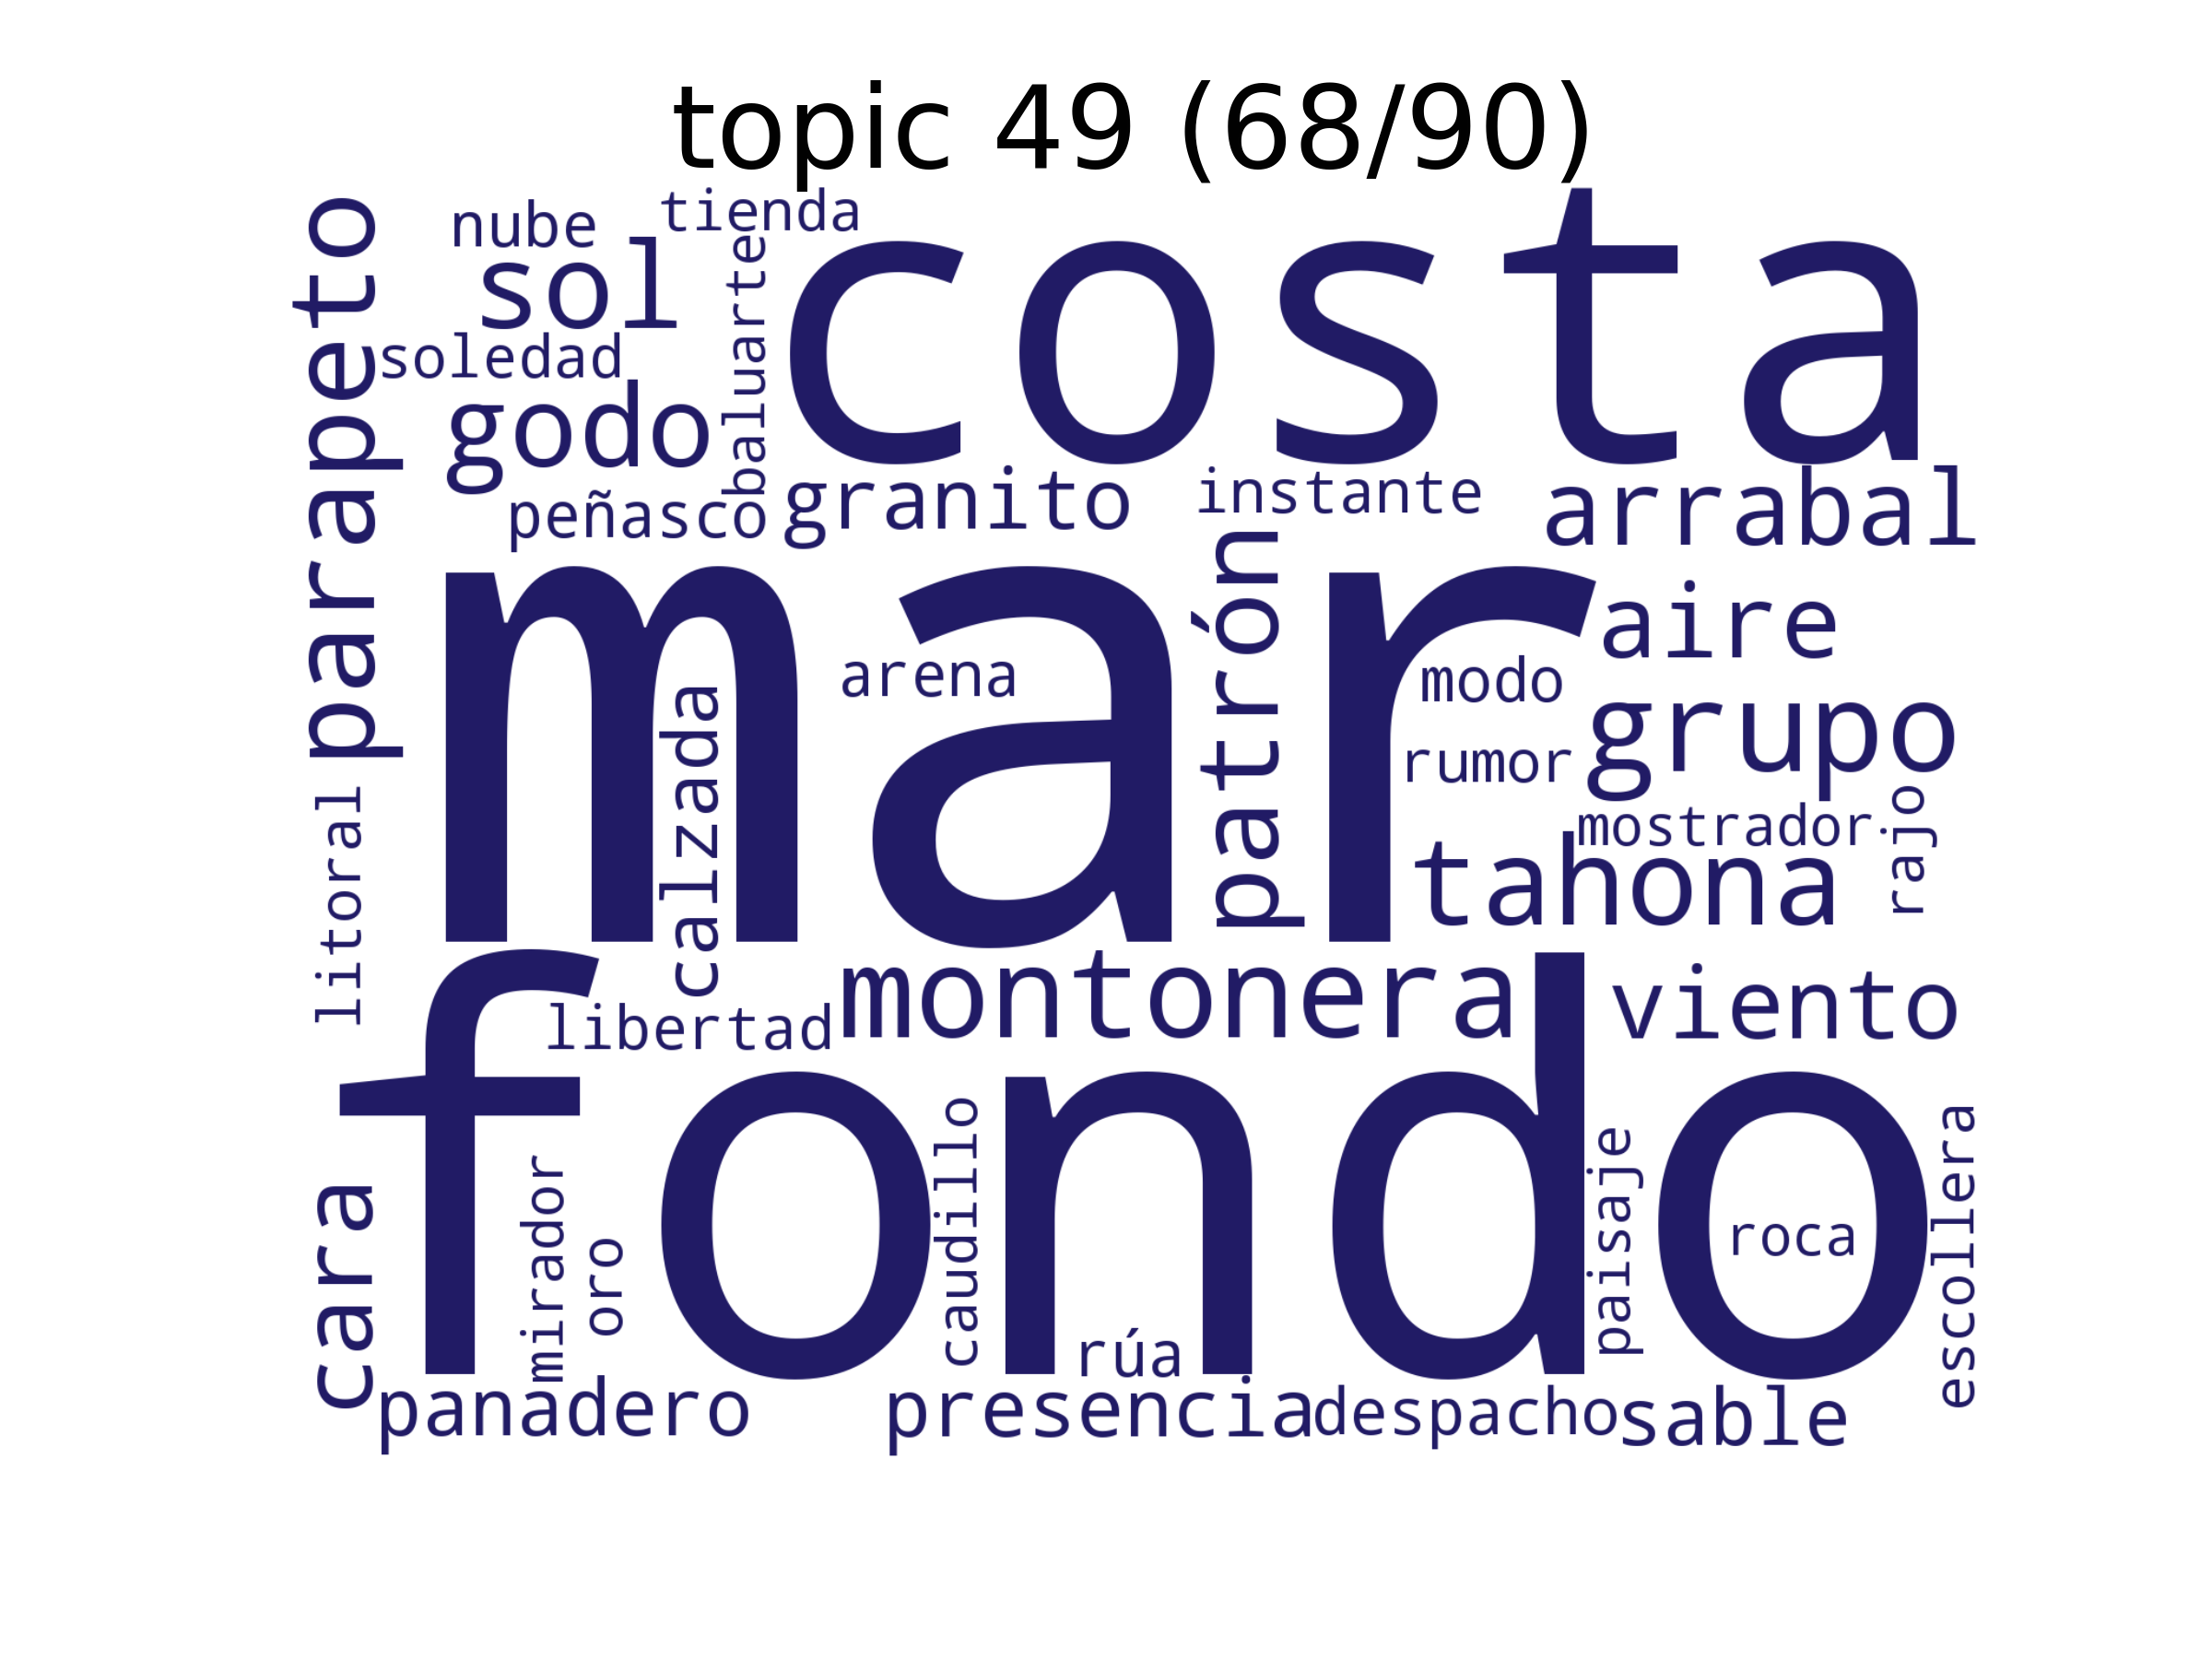 topic 49 (68/90)
tienda
nube
costa
sol
parapeto
baluarte
soledad
godo
granito
instante
arrabal
peñasco
mar
patrón
aire
arena
modo
calzada
grupo
rumor
litoral
mostrador
rajo
tahona
fondo
montonera
viento
libertad
caudillo
escollera
paisaje
cara
mirador
oro
roca
rúa
panadero
presencia
despacho
sable